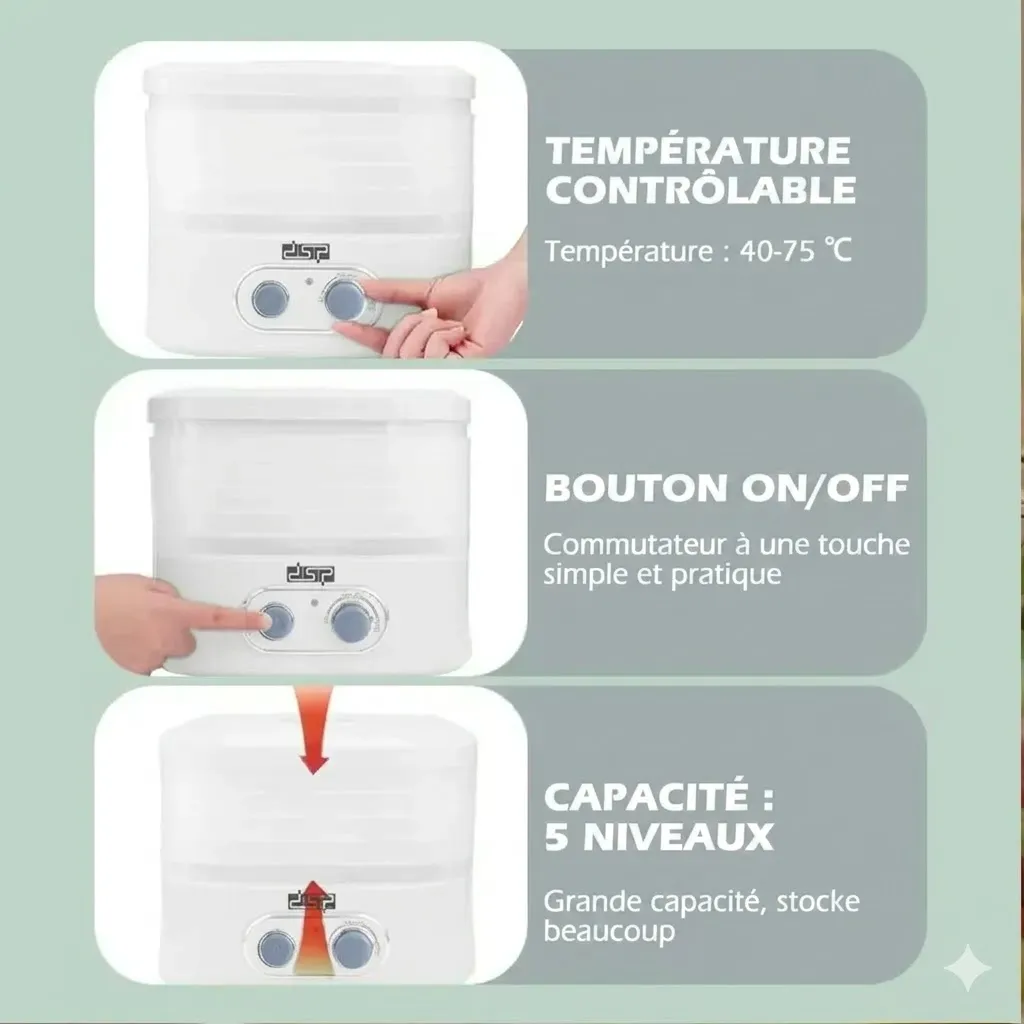 dsp
TEMPÉRATURE
CONTRÔLABLE
Température : 40-75 ℃
dsp
BOUTON ON/OFF
Commutateur à une touche
simple et pratique
dsp
CAPACITÉ :
5 NIVEAUX
Grande capacité, stocke
beaucoup